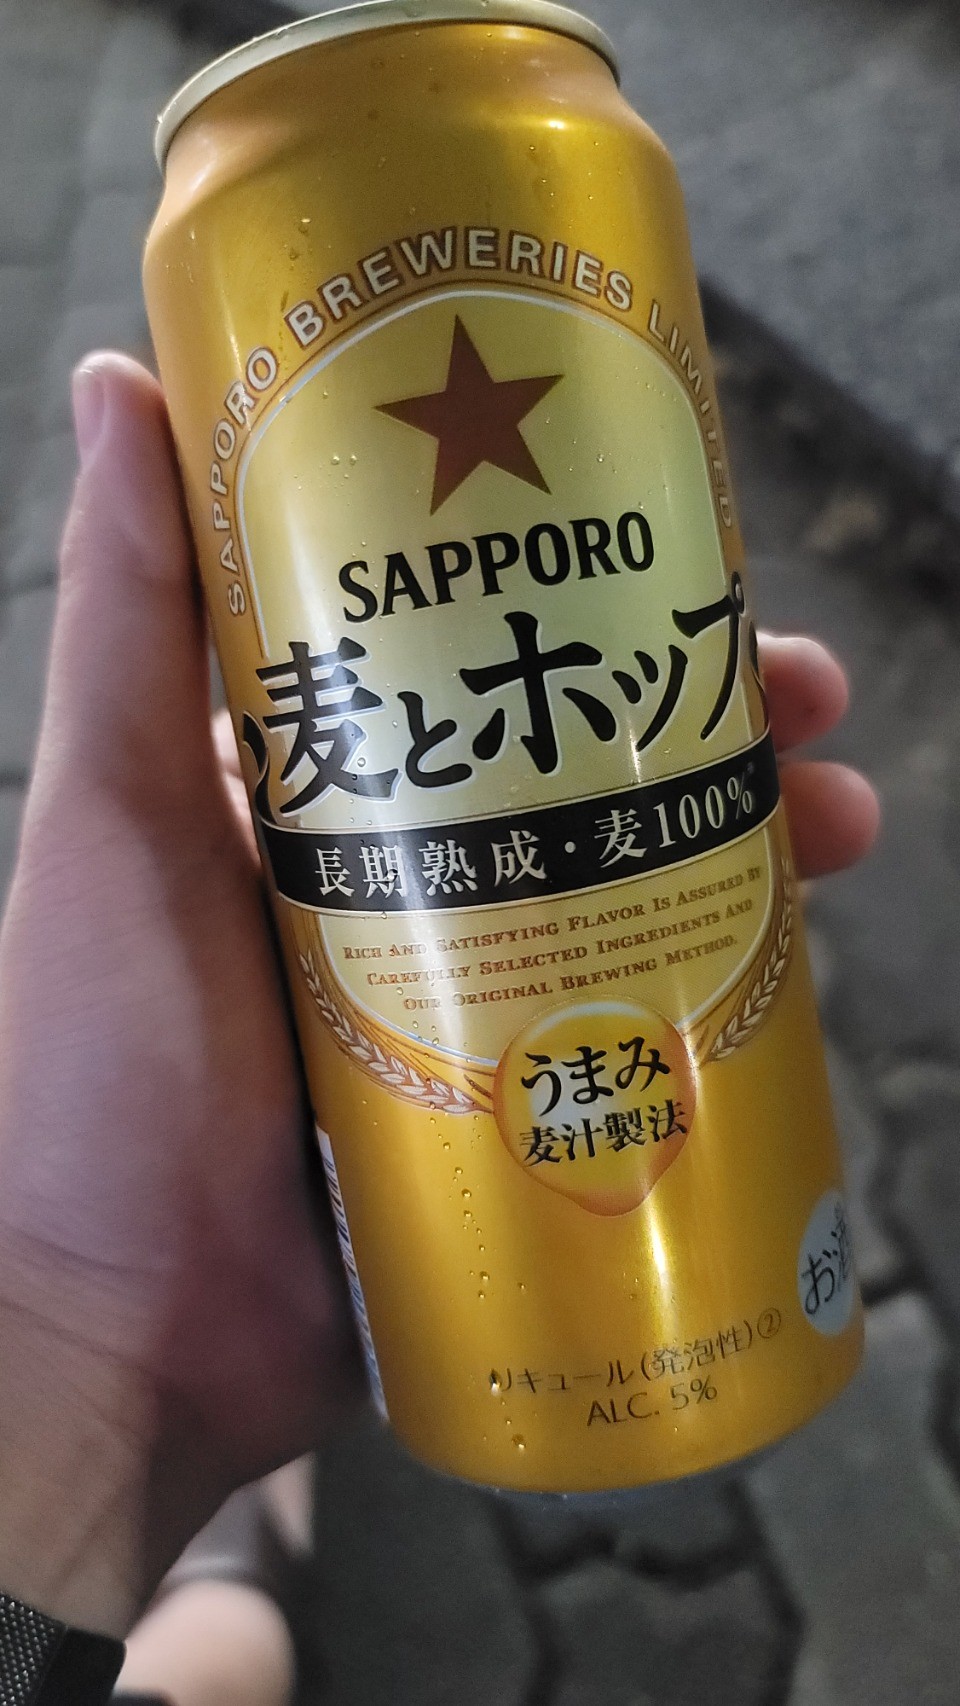 SAPPORO BREWERIES LIMITED
SAPPORO
麦とホップ
長期熟成・麦100%
RICH AND SATISFYING FLAVOR IS ASSURED BY
CAREFULLY SELECTED INGREDIENTS AND
OUR ORIGINAL BREWING METHOD.
うまみ
麦汁製法
お酒
リキュール(発泡性)②
ALC. 5%